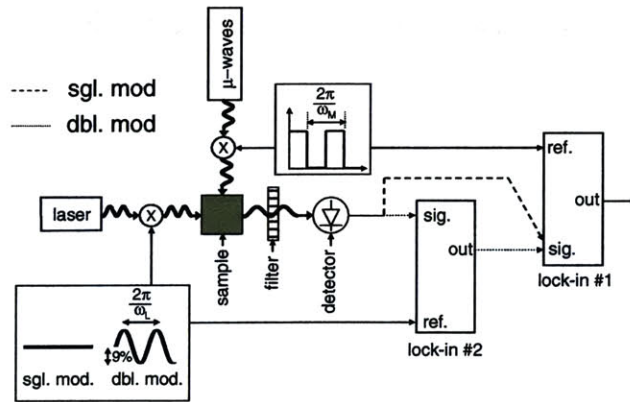 μ-waves
sgl. mod
dbl. mod
2π
ω_M
X
ref.
laser
X
out
sig.
sig.
out
sample
filter
detector
lock-in #1
2π
ω_L
ref.
9%
lock-in #2
sgl. mod.
dbl. mod.